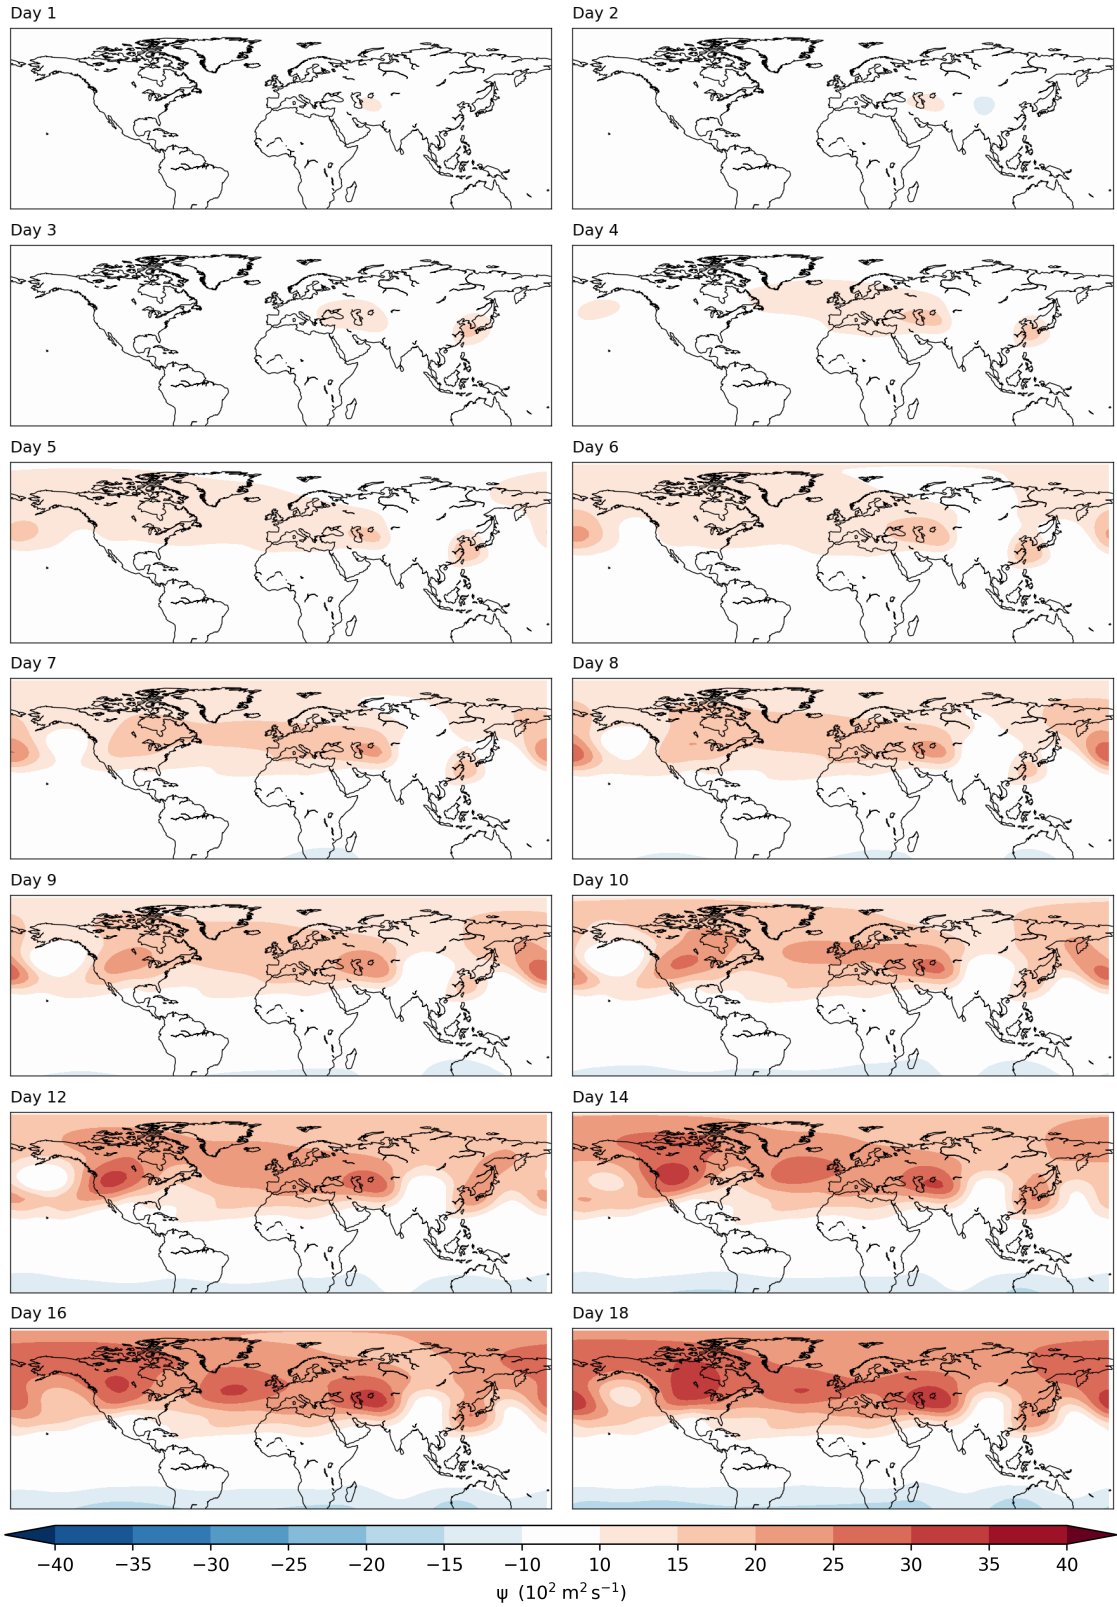 Day 1
Day 2
Day 3
Day 4
Day 5
Day 6
Day 7
Day 8
Day 9
Day 10
Day 12
Day 14
Day 16
Day 18
−40 −35 −30 −25 −20 −15 −10 10 15 20 25 30 35 40
ψ (10² m² s⁻¹)